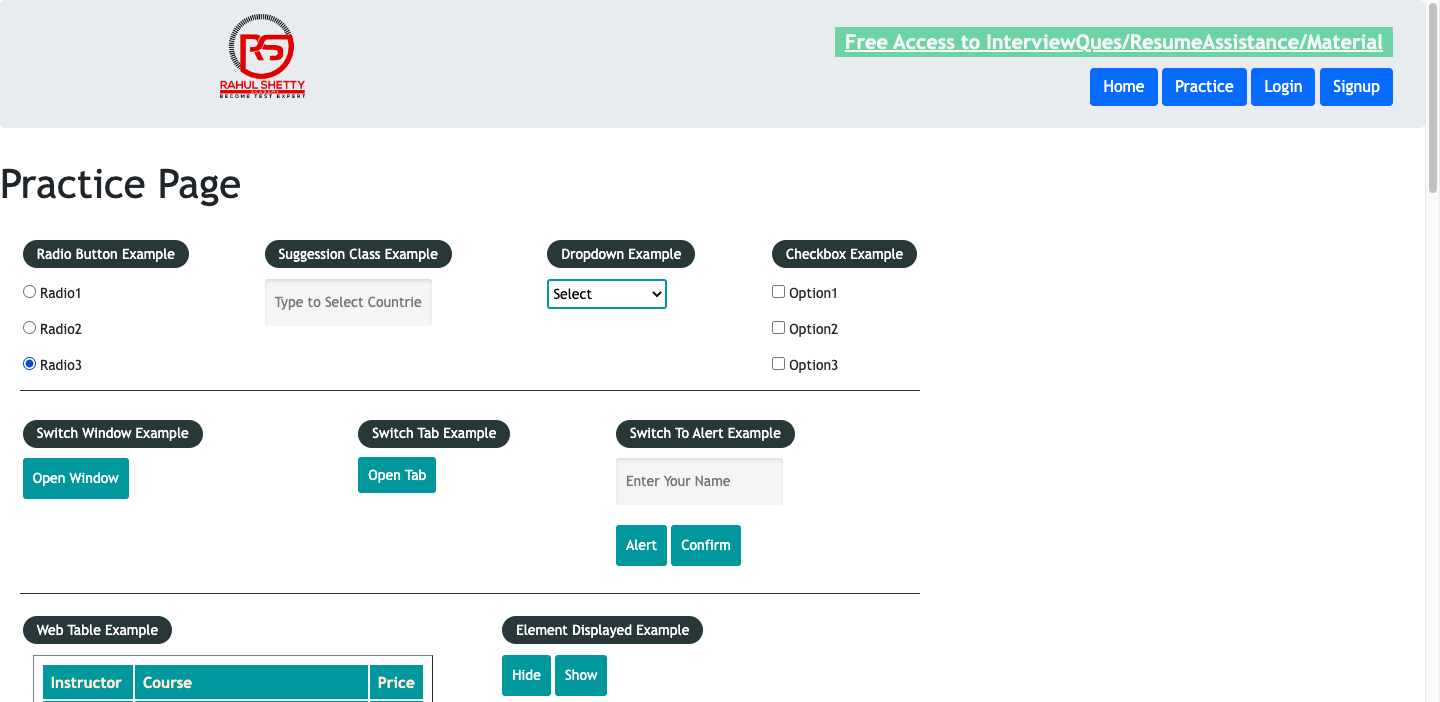 RAHUL SHETTY
ACADEMY
BECOME TEST EXPERT
Free Access to InterviewQues/ResumeAssistance/Material
Home Practice Login Signup
Practice Page
Radio Button Example
Radio1
Radio2
Radio3
Suggession Class Example
Type to Select Countrie
Dropdown Example
Select
Checkbox Example
Option1
Option2
Option3
Switch Window Example
Open Window
Switch Tab Example
Open Tab
Switch To Alert Example
Enter Your Name
Alert Confirm
Web Table Example
Instructor Course Price
Element Displayed Example
Hide Show